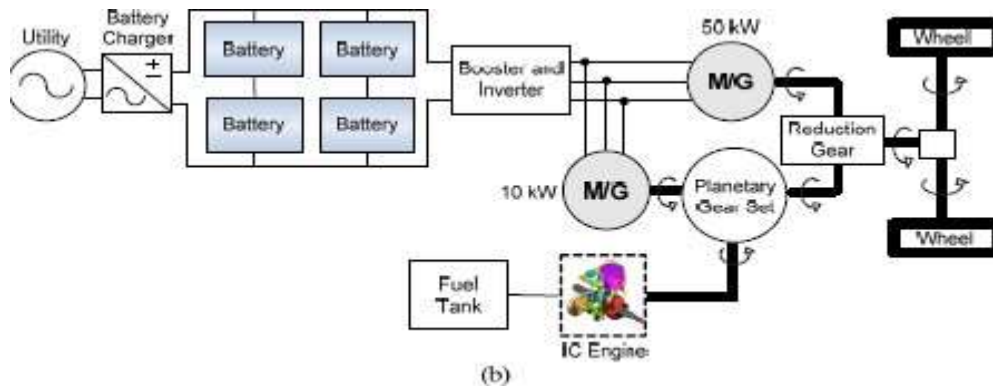 Utility
Battery
Charger
Battery
Battery
Battery
Battery
Booster and
Inverter
50 kW
M/G
Reduction
Gear
Wheel
10 kW
M/G
Planetary
Gear Set
Wheel
Fuel
Tank
IC Engine
(b)